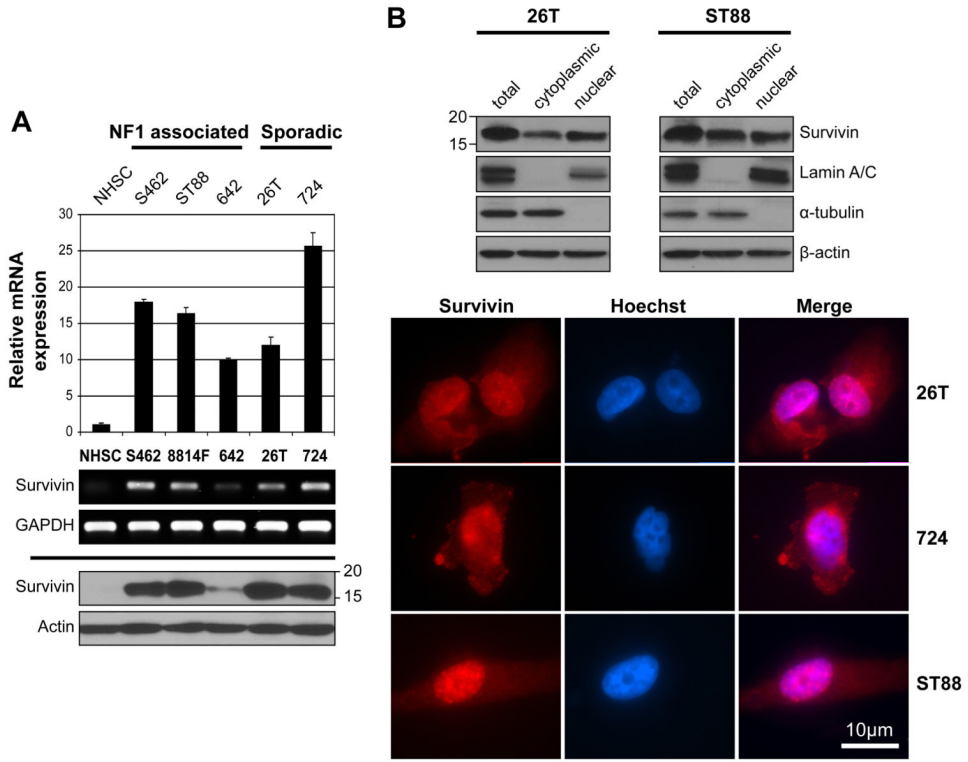 A
NF1 associated Sporadic
NHSC S462 ST88 642 26T 724
Relative mRNA expression
30
25
20
15
10
5
0
NHSC S462 8814F 642 26T 724
Survivin
GAPDH
Survivin 20
15
Actin
B
26T ST88
total cytoplasmic nuclear total cytoplasmic nuclear
20
15
Survivin
Lamin A/C
α-tubulin
β-actin
Survivin Hoechst Merge
26T
724
ST88
10µm